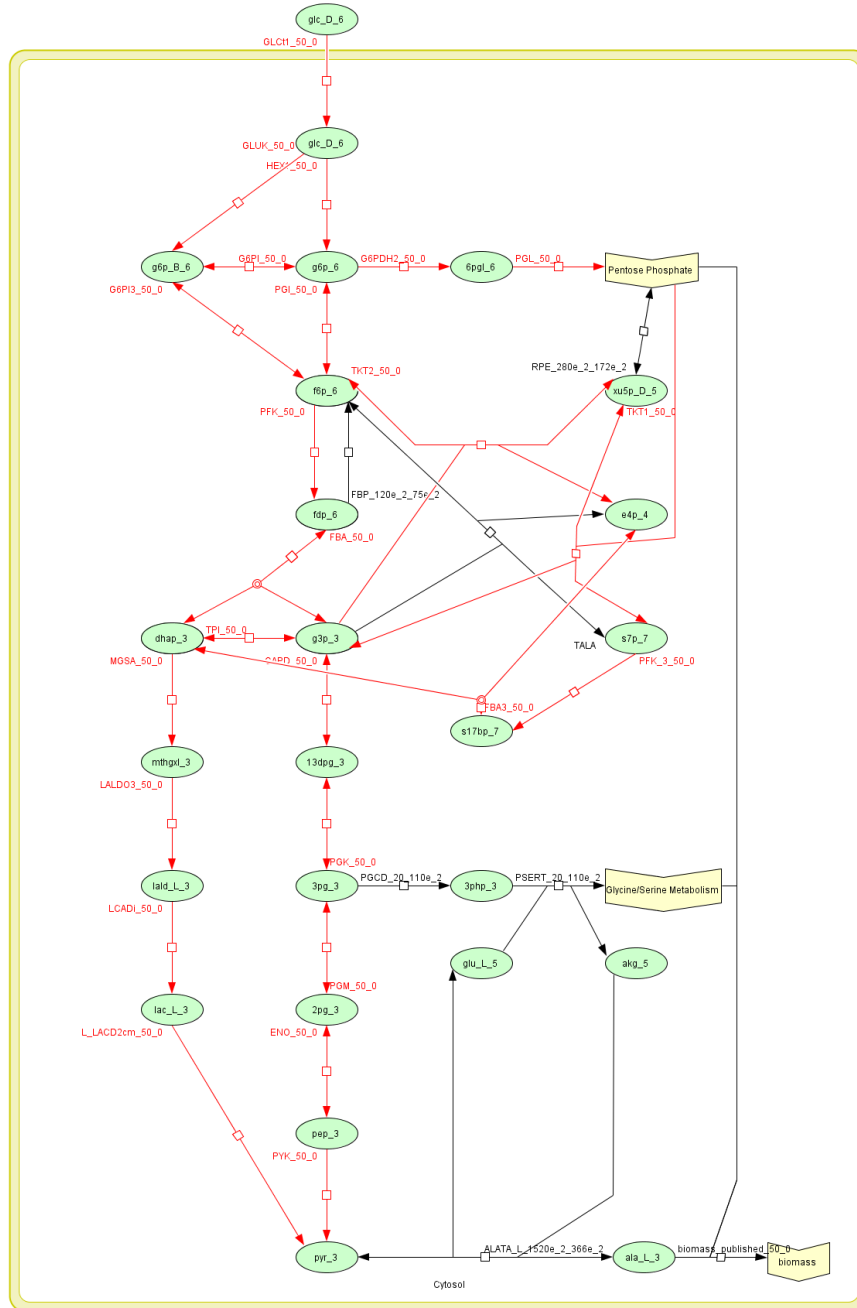 glc_D_6
GLCt1_50_0
glc_D_6
GLUK_50_0
HEX1_50_0
g6p_B_6
G6PI_50_0
g6p_6
G6PDH2_50_0
6pgl_6
PGL_50_0
Pentose Phosphate
G6PI3_50_0
PGI_50_0
RPE_280e_2_172e_2
TKT2_50_0
f6p_6
xu5p_D_5
PFK_50_0
TKT1_50_0
FBP_120e_2_75e_2
fdp_6
e4p_4
FBA_50_0
dhap_3
TPI_50_0
g3p_3
s7p_7
TALA
MGSA_50_0
GAPD_50_0
PFK_3_50_0
FBA3_50_0
s17bp_7
mthgxl_3
13dpg_3
LALDO3_50_0
PGK_50_0
PGCD_20_110e_2
PSERT_20_110e_2
lald_L_3
3pg_3
3php_3
Glycine/Serine Metabolism
LCADi_50_0
glu_L_5
akg_5
PGM_50_0
lac_L_3
2pg_3
L_LACD2cm_50_0
ENO_50_0
pep_3
PYK_50_0
ALATA_L_1520e_2_366e_2
biomass_published_50_0
pyr_3
ala_L_3
biomass
Cytosol